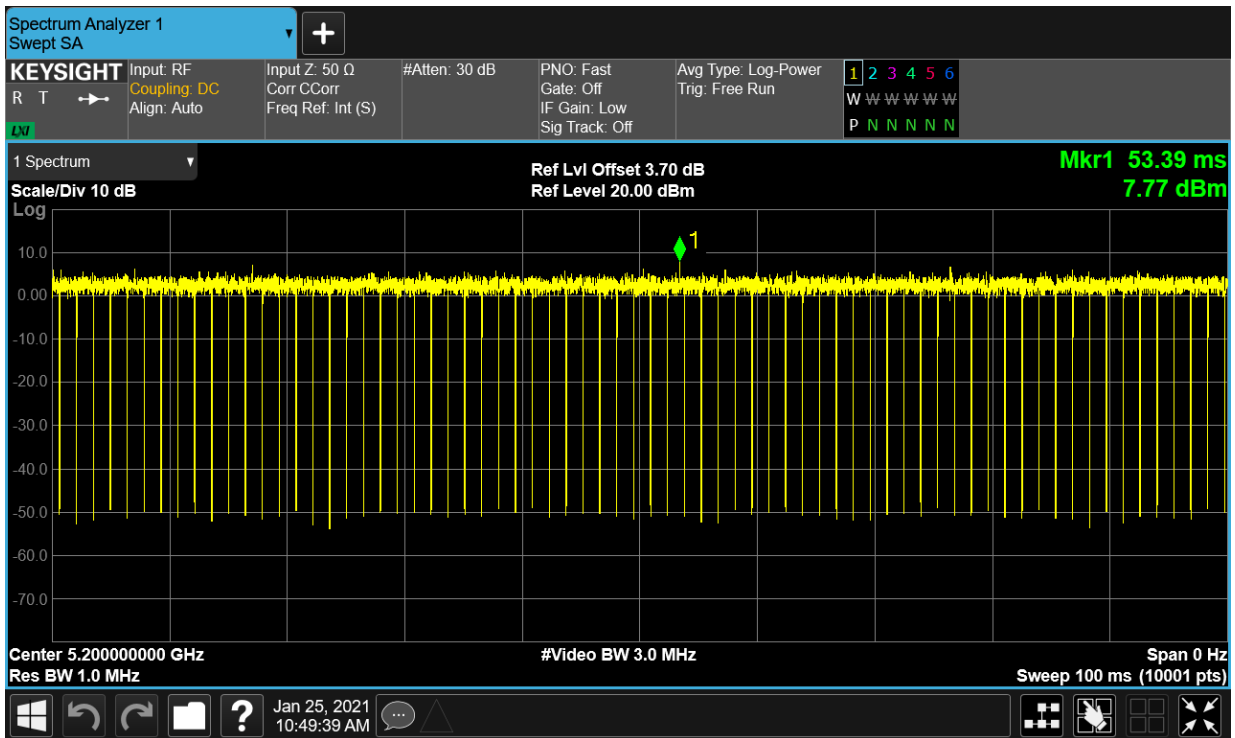 Spectrum Analyzer 1
Swept SA
+
KEYSIGHT
R T
LXI
Input: RF
Coupling: DC
Align: Auto
Input Z: 50 Ω
Corr CCorr
Freq Ref: Int (S)
#Atten: 30 dB
PNO: Fast
Gate: Off
IF Gain: Low
Sig Track: Off
Avg Type: Log-Power
Trig: Free Run
1 2 3 4 5 6
W W W W W W
P N N N N N
1 Spectrum
Scale/Div 10 dB
Ref Lvl Offset 3.70 dB
Ref Level 20.00 dBm
Mkr1 53.39 ms
7.77 dBm
Log
1
10.0
0.00
-10.0
-20.0
-30.0
-40.0
-50.0
-60.0
-70.0
Center 5.200000000 GHz
Res BW 1.0 MHz
#Video BW 3.0 MHz
Span 0 Hz
Sweep 100 ms (10001 pts)
?
Jan 25, 2021
10:49:39 AM